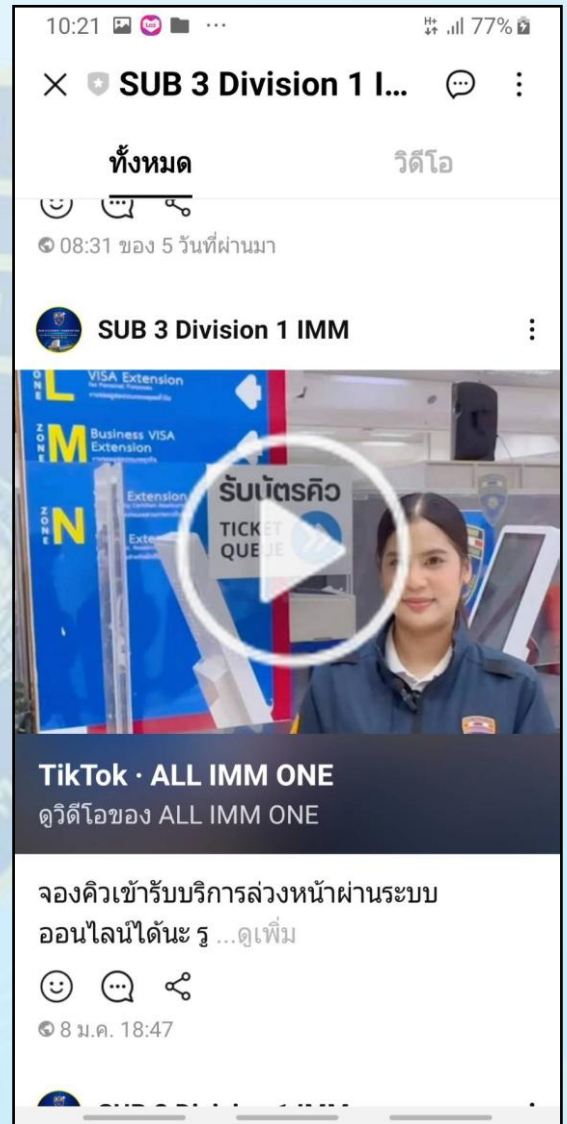 10:21 ... 77%
SUB 3 Division 1 I...
ทั้งหมด วิดีโอ
08:31 ของ 5 วันที่ผ่านมา
SUB 3 Division 1 IMM
ZONE L VISA Extension
ZONE M Business VISA
Extension
ZONE N Extension
รับบัตรคิว
TICKET
QUEUE
TikTok · ALL IMM ONE
ดูวิดีโอของ ALL IMM ONE
จองคิวเข้ารับบริการล่วงหน้าผ่านระบบ
ออนไลน์ได้นะ รู ...ดูเพิ่ม
8 ม.ค. 18:47